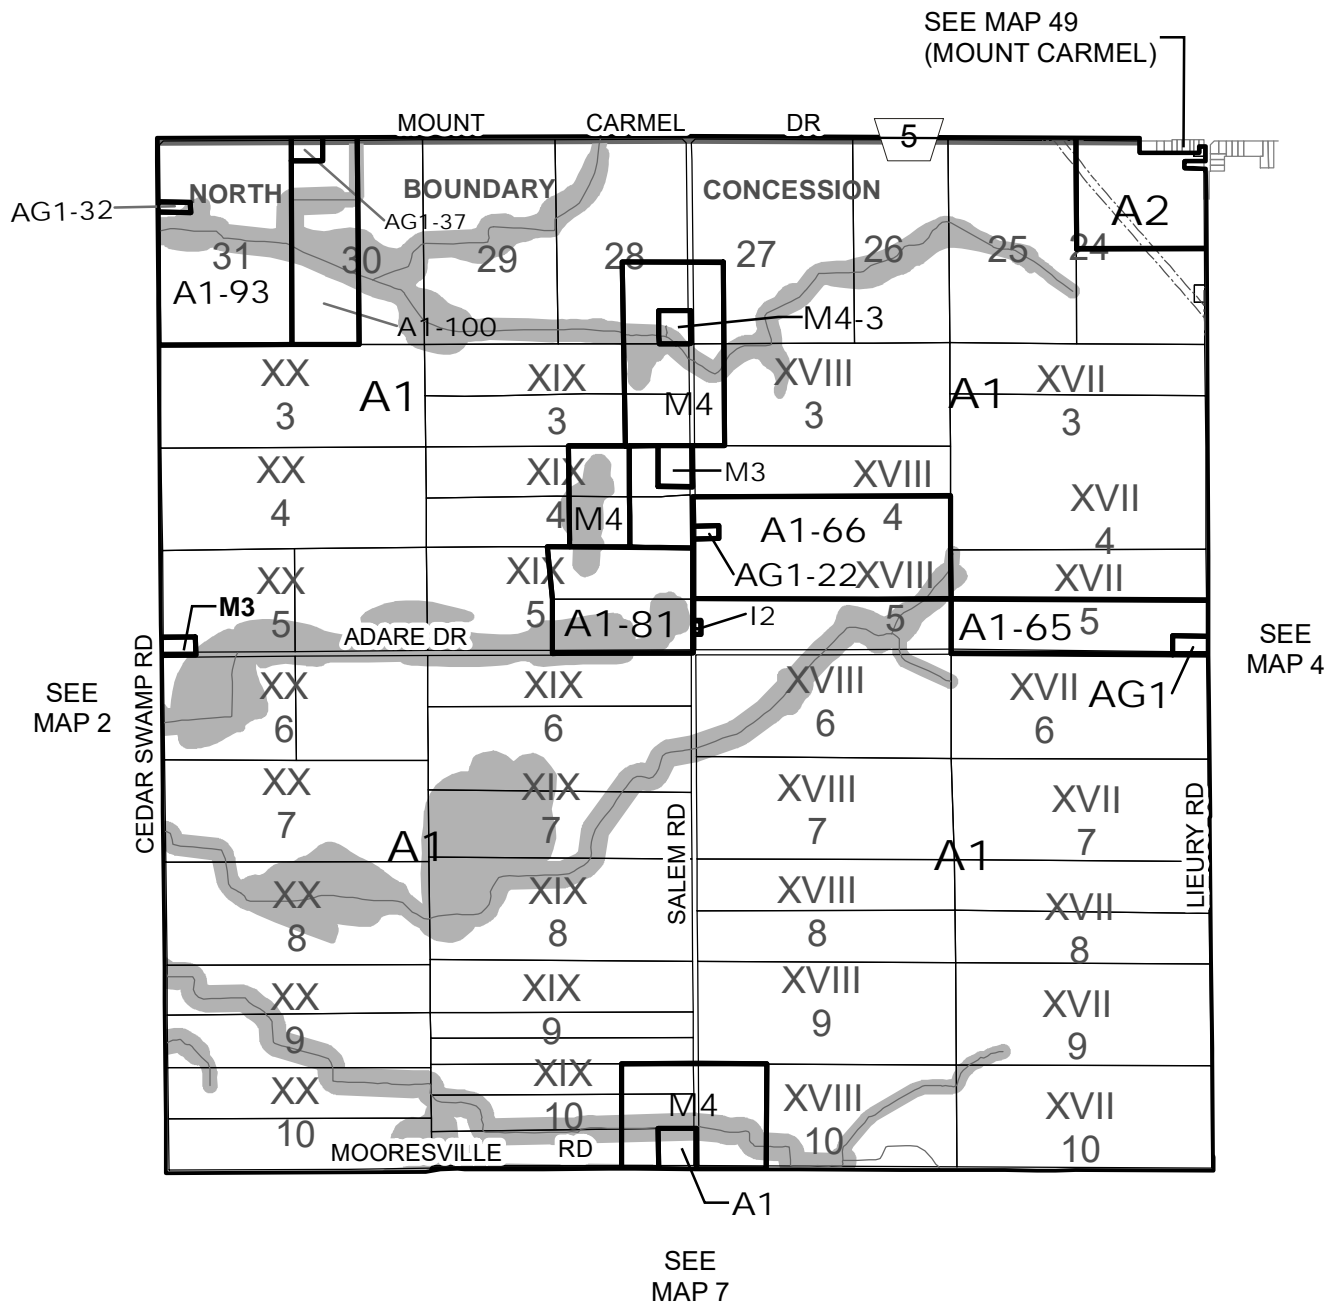 SEE MAP 49
(MOUNT CARMEL)
MOUNT CARMEL DR
5
NORTH BOUNDARY CONCESSION
AG1-32
AG1-37
A2
31
30
29
28
27
26
25
24
A1-93
A1-100
M4-3
XX
3
A1
XIX
3
M4
XVIII
3
A1
XVII
3
XX
4
XIX
4
M4
M3
XVIII
4
A1-66
XVII
4
AG1-22
XX
5
XIX
5
XVIII
5
XVII
5
M3
ADARE DR
A1-81
I2
A1-65
SEE
MAP 4
SEE
MAP 2
CEDAR SWAMP RD
XX
6
XIX
6
XVIII
6
XVII
6
AG1
XX
7
XIX
7
XVIII
7
XVII
7
A1
A1
SALEM RD
LIEURY RD
XX
8
XIX
8
XVIII
8
XVII
8
XX
9
XIX
9
XVIII
9
XVII
9
XX
10
XIX
10
M4
XVIII
10
XVII
10
MOORESVILLE RD
A1
SEE
MAP 7